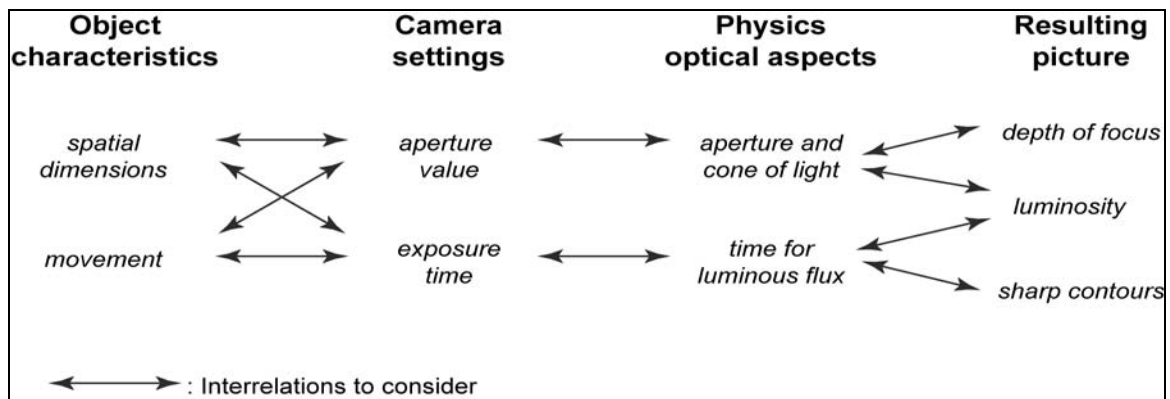 Object
characteristics
Camera
settings
Physics
optical aspects
Resulting
picture
spatial
dimensions
aperture
value
aperture and
cone of light
depth of focus
luminosity
movement
exposure
time
time for
luminous flux
sharp contours
: Interrelations to consider